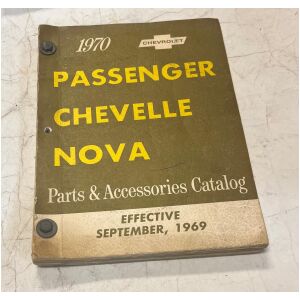 1970
CHEVROLET
PASSENGER
CHEVELLE
NOVA
Parts & Accessories Catalog
EFFECTIVE
SEPTEMBER, 1969